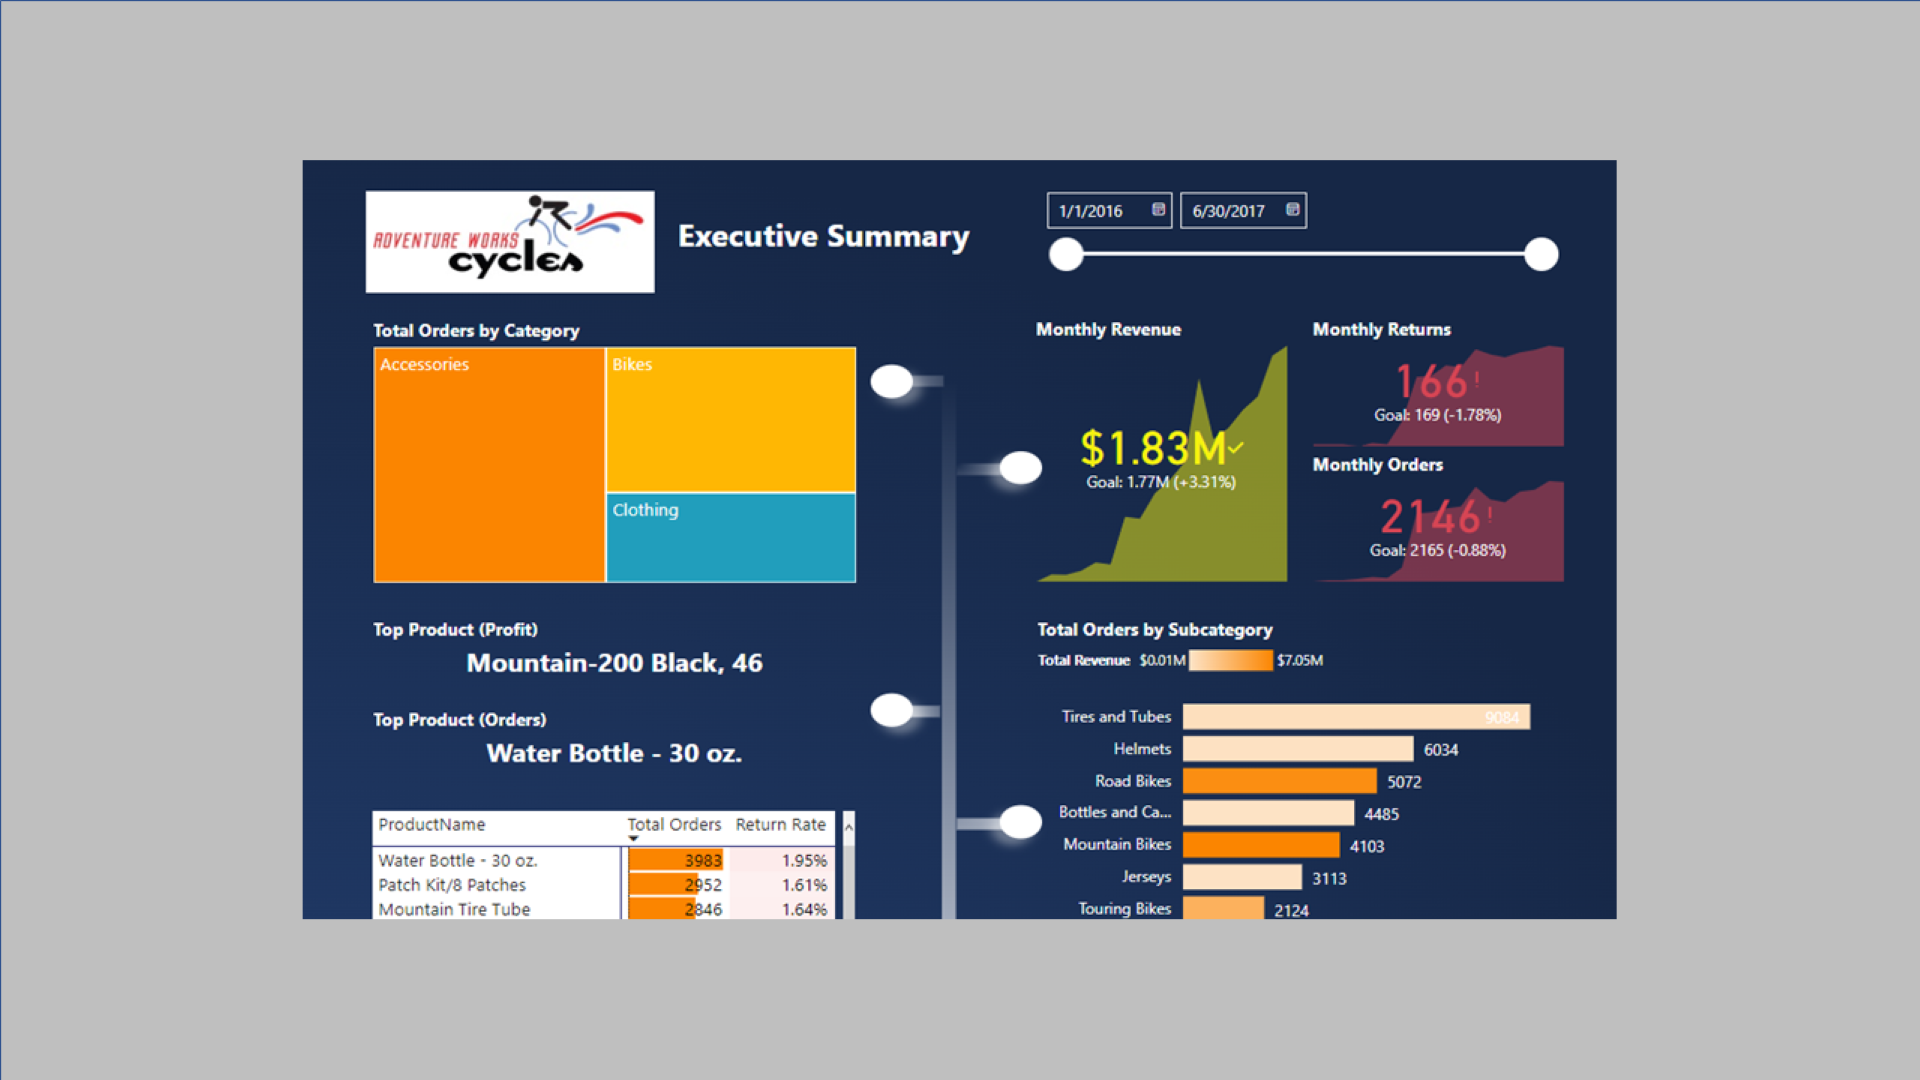 ADVENTURE WORKS
cycles
Executive Summary
1/1/2016
6/30/2017
Total Orders by Category
Accessories
Bikes
Clothing
Monthly Revenue
$1.83M
Goal: 1.77M (+3.31%)
Monthly Returns
166!
Goal: 169 (-1.78%)
Monthly Orders
2146!
Goal: 2165 (-0.88%)
Top Product (Profit)
Mountain-200 Black, 46
Top Product (Orders)
Water Bottle - 30 oz.
ProductName Total Orders Return Rate
Water Bottle - 30 oz. 3983 1.95%
Patch Kit/8 Patches 2952 1.61%
Mountain Tire Tube 2846 1.64%
Total Orders by Subcategory
Total Revenue $0.01M $7.05M
Tires and Tubes 9084
Helmets 6034
Road Bikes 5072
Bottles and Ca... 4485
Mountain Bikes 4103
Jerseys 3113
Touring Bikes 2124